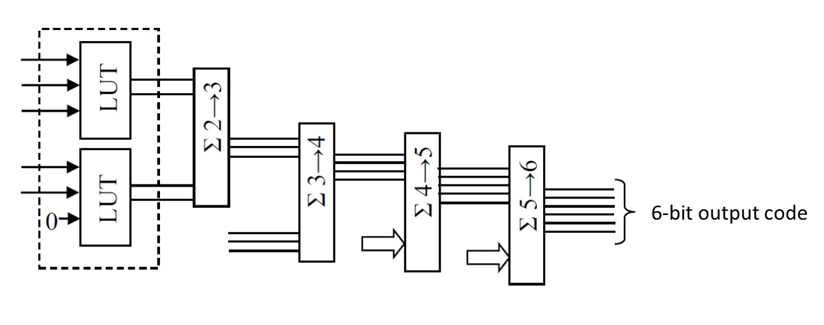 LUT
LUT
0
Σ 2→3
Σ 3→4
Σ 4→5
Σ 5→6
6-bit output code